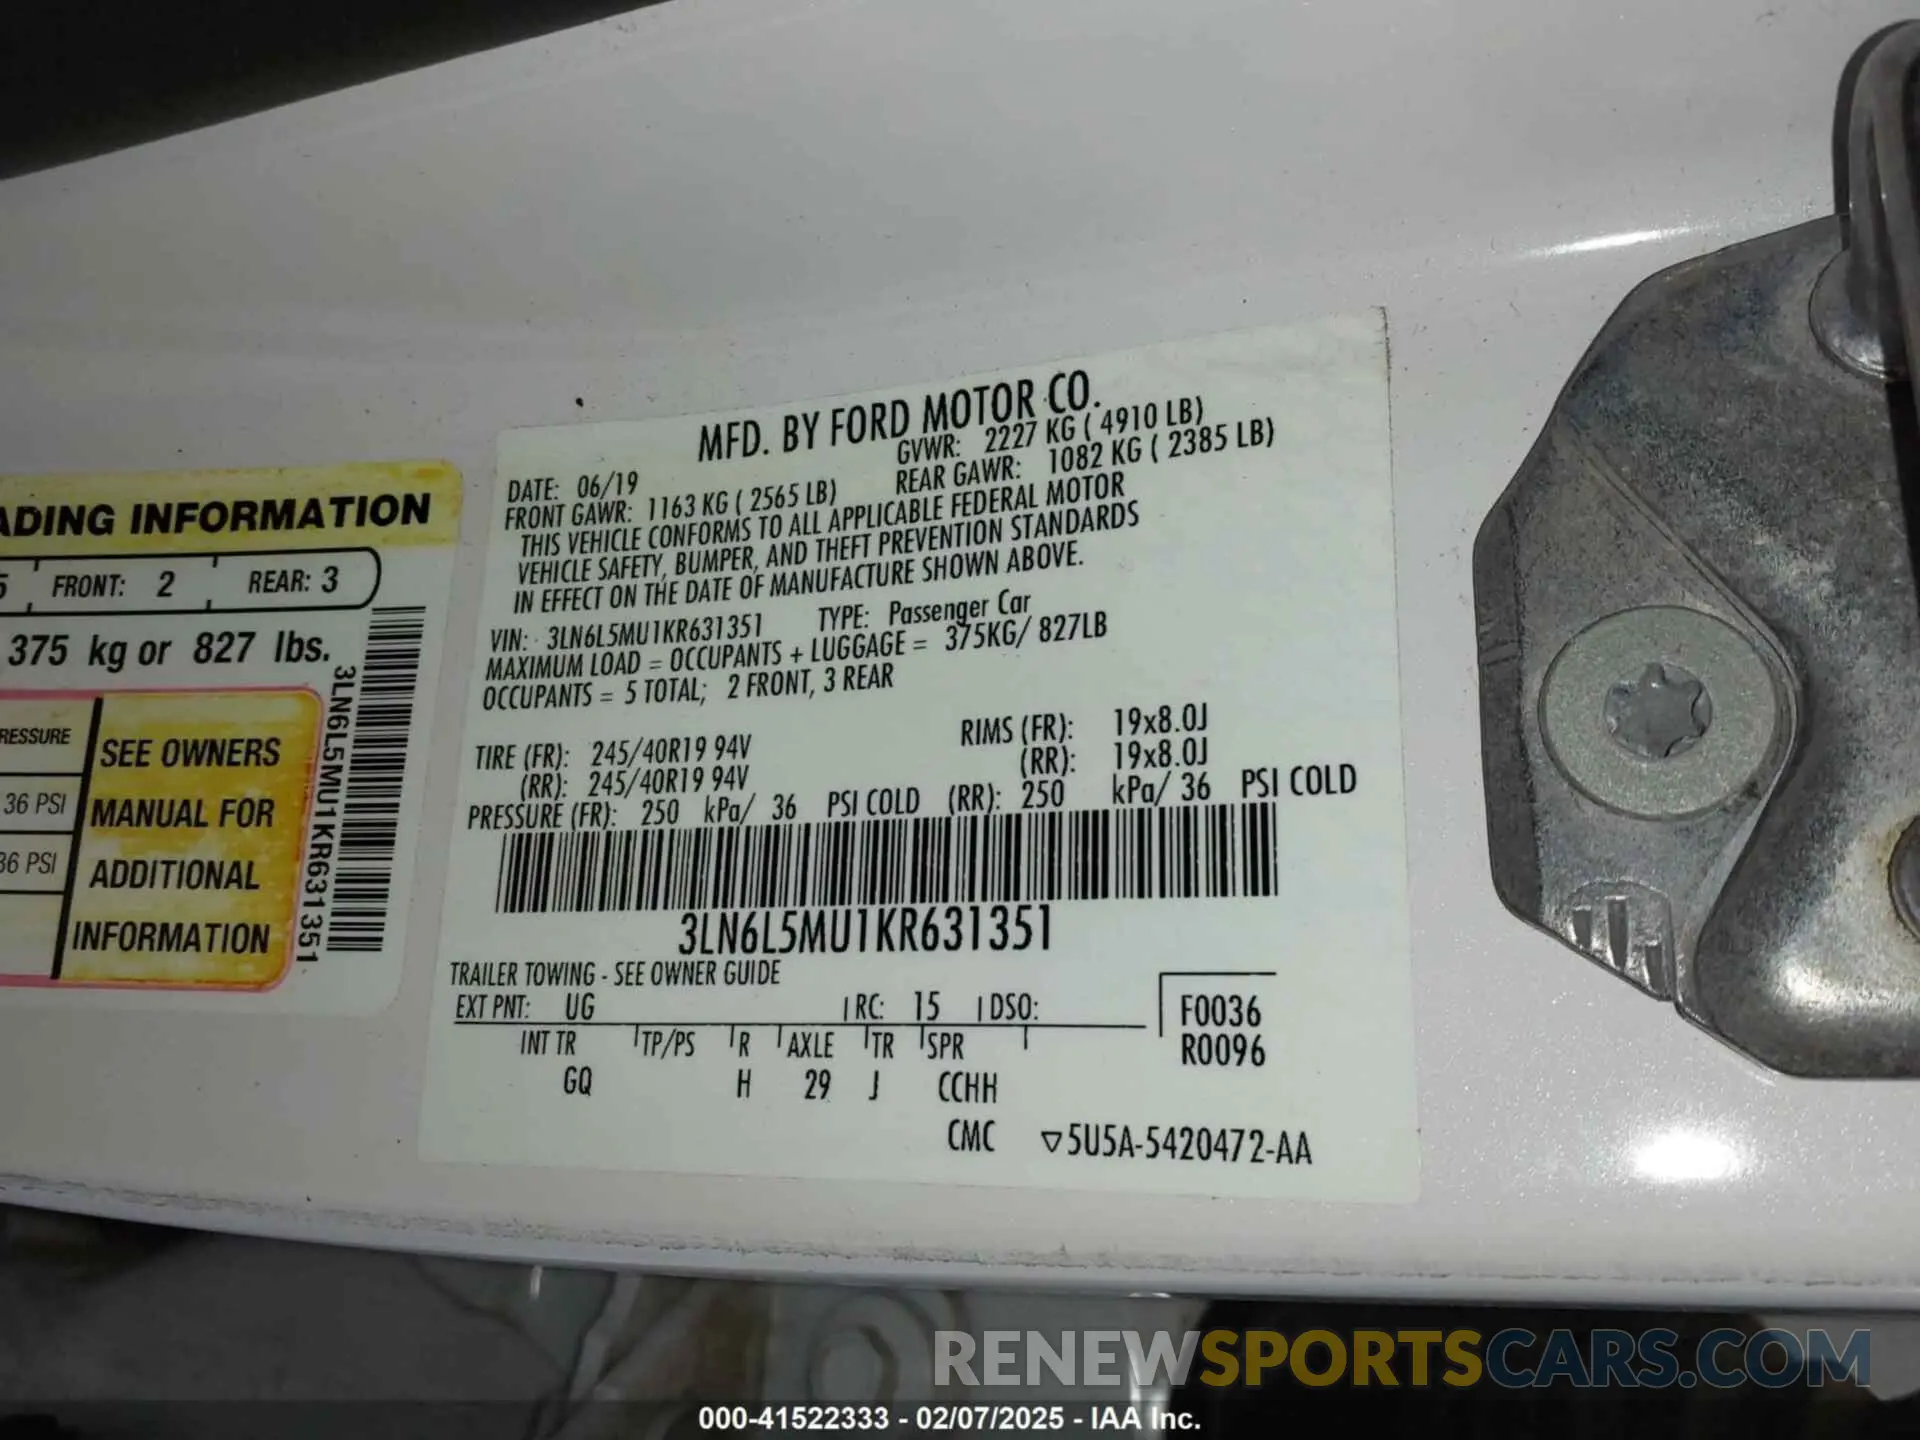 ADING INFORMATION
5 FRONT: 2 REAR: 3
375 kg or 827 lbs.
RESSURE
36 PSI
36 PSI
SEE OWNERS
MANUAL FOR
ADDITIONAL
INFORMATION
3LN6L5MU1KR631351
MFD. BY FORD MOTOR CO.
DATE: 06/19 GVWR: 2227 KG ( 4910 LB)
FRONT GAWR: 1163 KG ( 2565 LB) REAR GAWR: 1082 KG ( 2385 LB)
THIS VEHICLE CONFORMS TO ALL APPLICABLE FEDERAL MOTOR
VEHICLE SAFETY, BUMPER, AND THEFT PREVENTION STANDARDS
IN EFFECT ON THE DATE OF MANUFACTURE SHOWN ABOVE.
VIN: 3LN6L5MU1KR631351 TYPE: Passenger Car
MAXIMUM LOAD = OCCUPANTS + LUGGAGE = 375KG/ 827LB
OCCUPANTS = 5 TOTAL; 2 FRONT, 3 REAR
TIRE (FR): 245/40R19 94V RIMS (FR): 19x8.0J
(RR): 245/40R19 94V (RR): 19x8.0J
PRESSURE (FR): 250 kPa/ 36 PSI COLD (RR): 250 kPa/ 36 PSI COLD
3LN6L5MU1KR631351
TRAILER TOWING - SEE OWNER GUIDE
EXT PNT: UG RC: 15 DSO: F0036
INT TR TP/PS R AXLE TR SPR R0096
GQ H 29 J CCHH
CMC ▽5U5A-5420472-AA
RENEWSPORTSCARS.COM
000-41522333 - 02/07/2025 - IAA Inc.